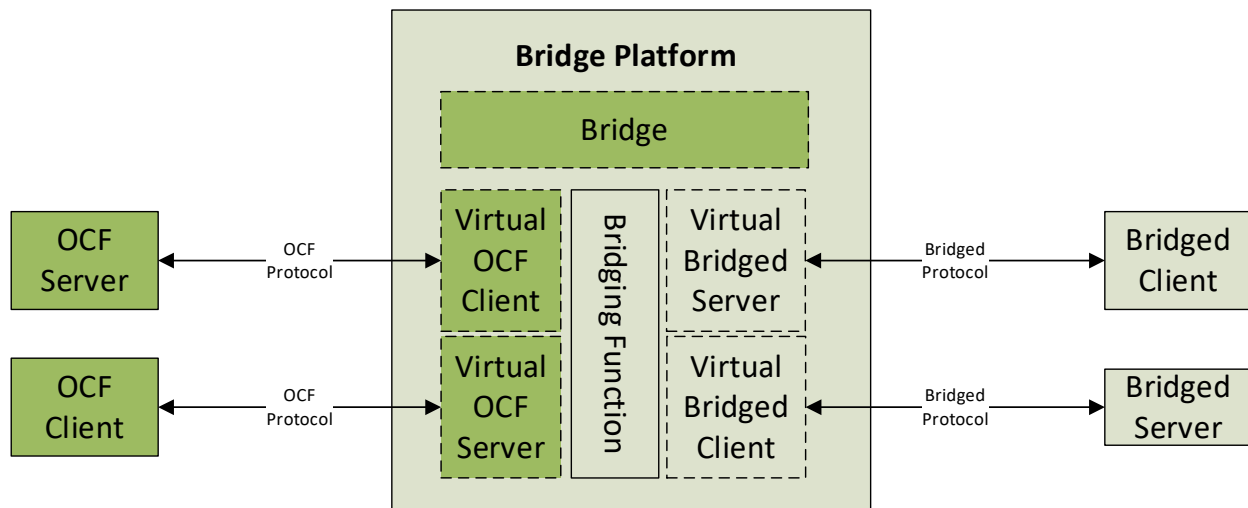 Bridge Platform
Bridge
OCF
Server
OCF
Protocol
Virtual
OCF
Client
Bridging Function
Virtual
Bridged
Server
Bridged
Protocol
Bridged
Client
OCF
Client
OCF
Protocol
Virtual
OCF
Server
Virtual
Bridged
Client
Bridged
Protocol
Bridged
Server